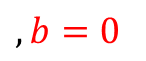 , b = 0